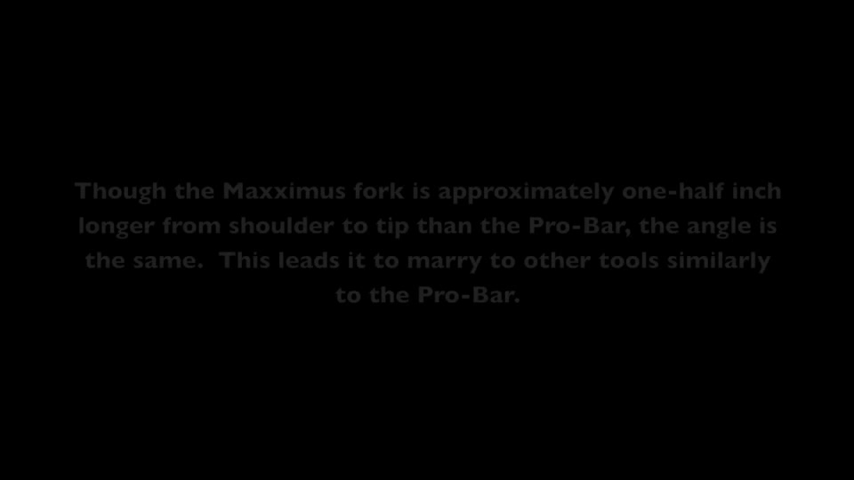 Though the Maxximus fork is approximately one-half inch
longer from shoulder to tip than the Pro-Bar, the angle is
the same.  This leads it to marry to other tools similarly
to the Pro-Bar.